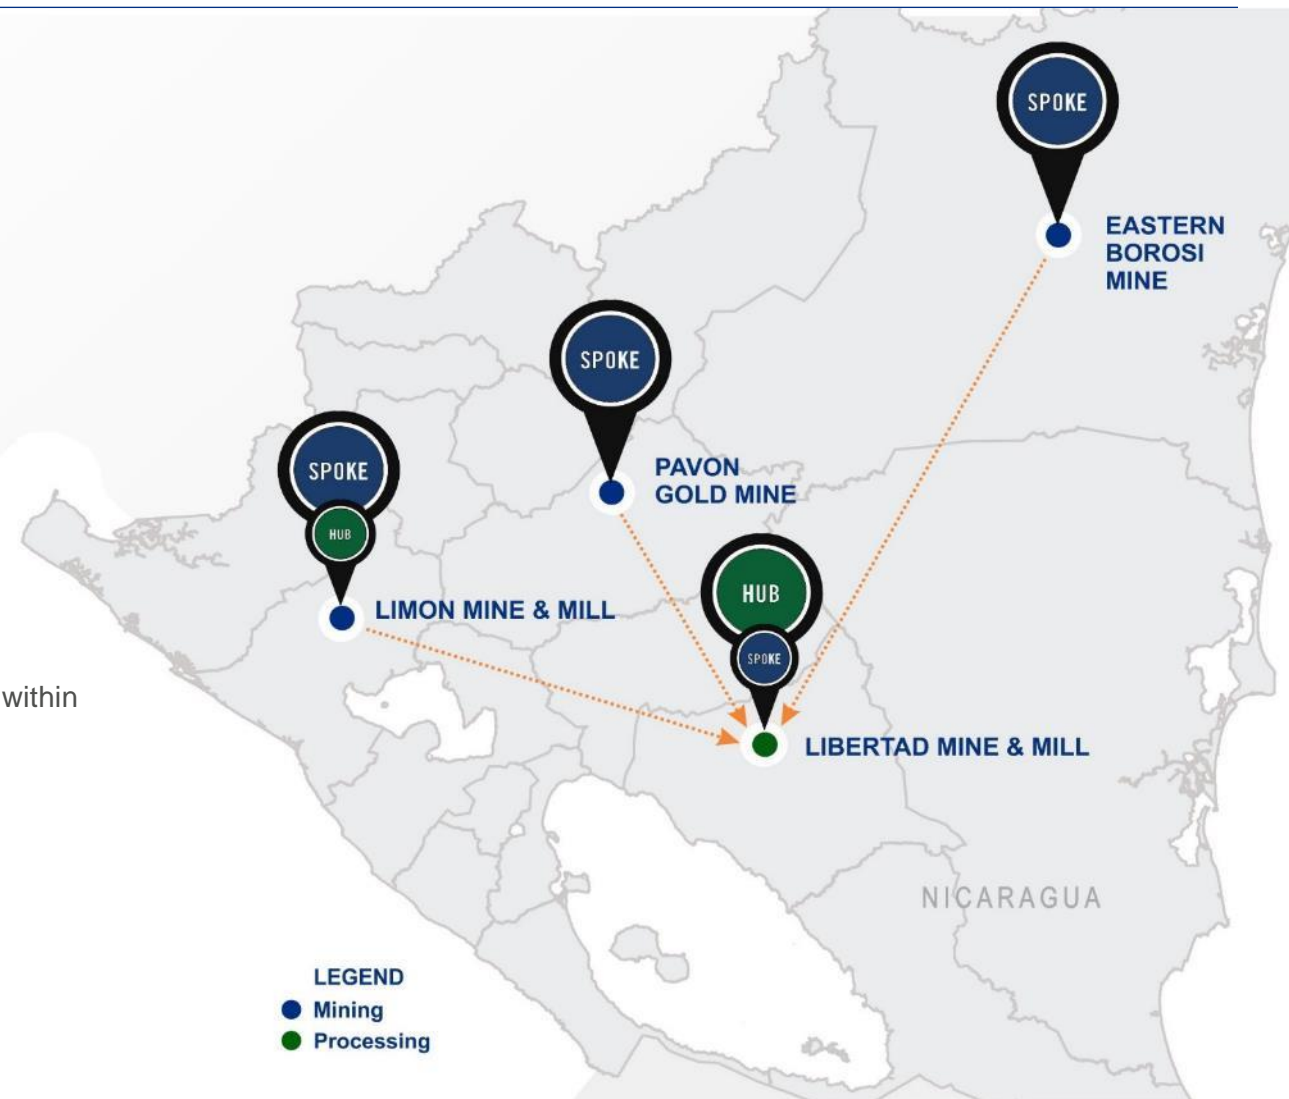 SPOKE
EASTERN
BOROSI
MINE
SPOKE
PAVON
GOLD MINE
SPOKE
HUB
LIMON MINE & MILL
HUB
SPOKE
within
LIBERTAD MINE & MILL
NICARAGUA
LEGEND
Mining
Processing